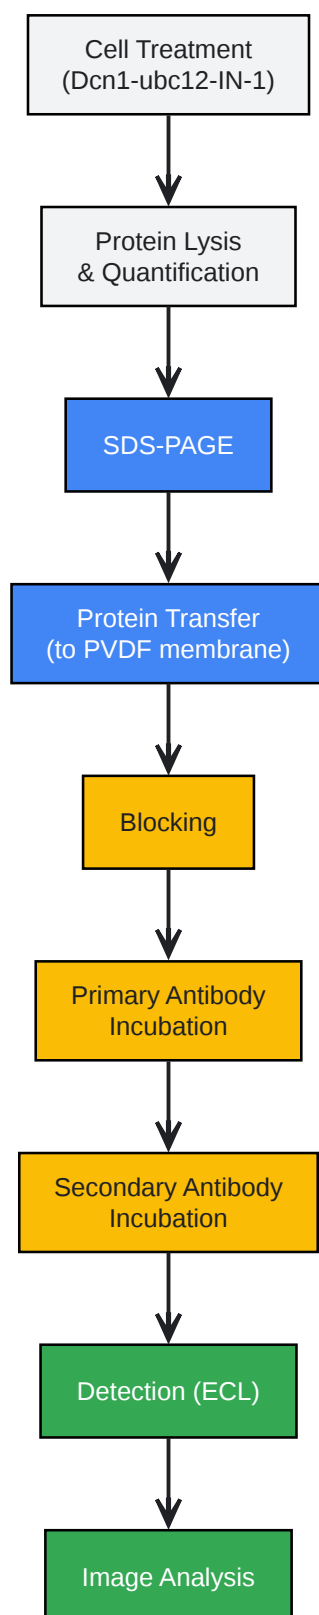 Cell Treatment
(Dcn1-ubc12-IN-1)
Protein Lysis
& Quantification
SDS-PAGE
Protein Transfer
(to PVDF membrane)
Blocking
Primary Antibody
Incubation
Secondary Antibody
Incubation
Detection (ECL)
Image Analysis